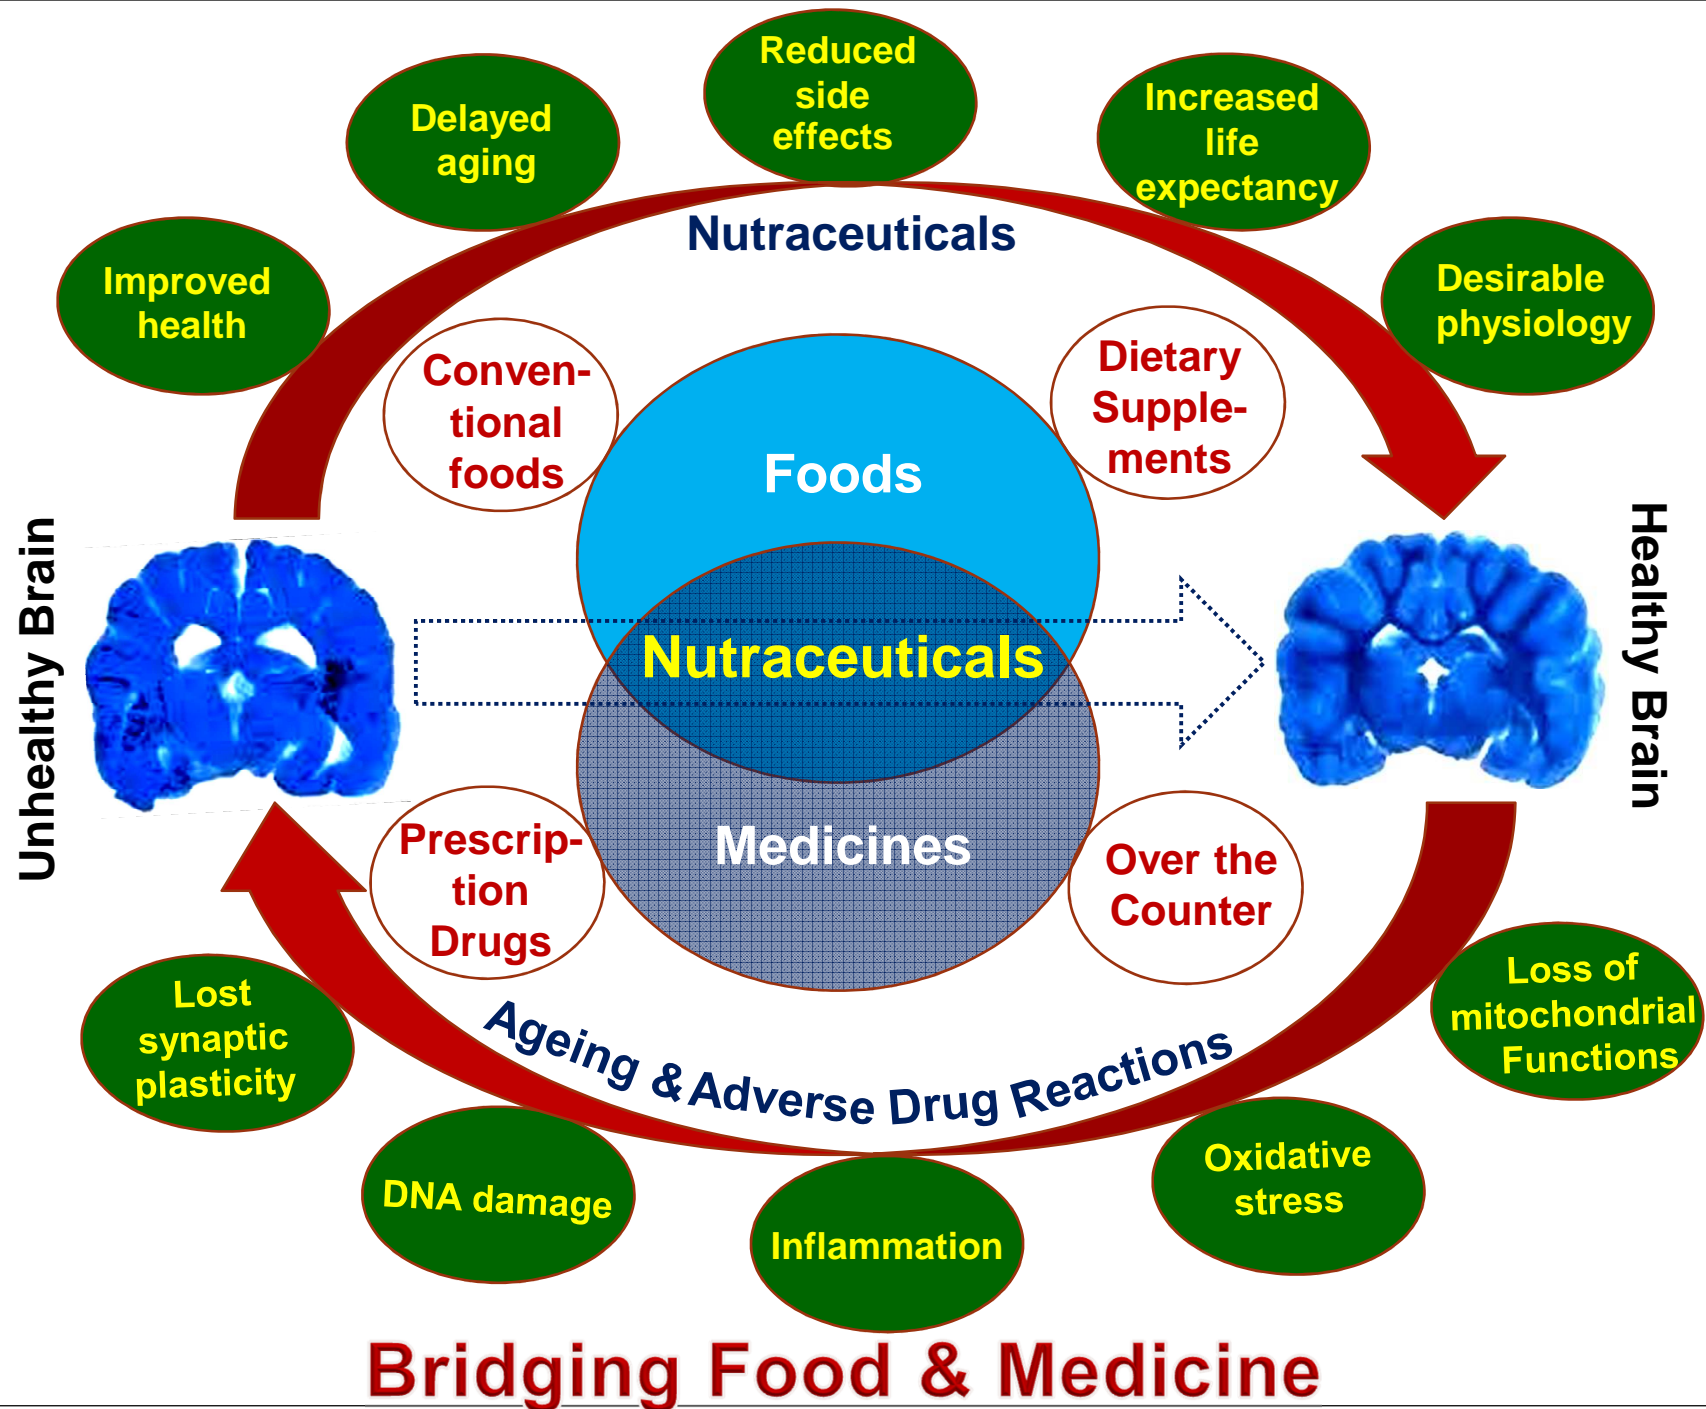 Reduced
side
effects
Delayed
aging
Increased
life
expectancy
Improved
health
Nutraceuticals
Desirable
physiology
Conven-
tional
foods
Dietary
Supple-
ments
Foods
Unhealthy Brain
Nutraceuticals
Healthy Brain
Prescrip-
tion
Drugs
Medicines
Over the
Counter
Ageing & Adverse Drug Reactions
Lost
synaptic
plasticity
Loss of
mitochondrial
Functions
DNA damage
Inflammation
Oxidative
stress
Bridging Food & Medicine